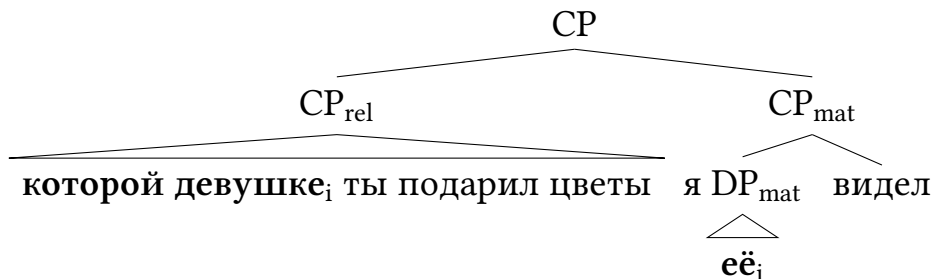 CP
CP_rel CP_mat
которой девушке_i ты подарил цветы я DP_mat видел
её_i